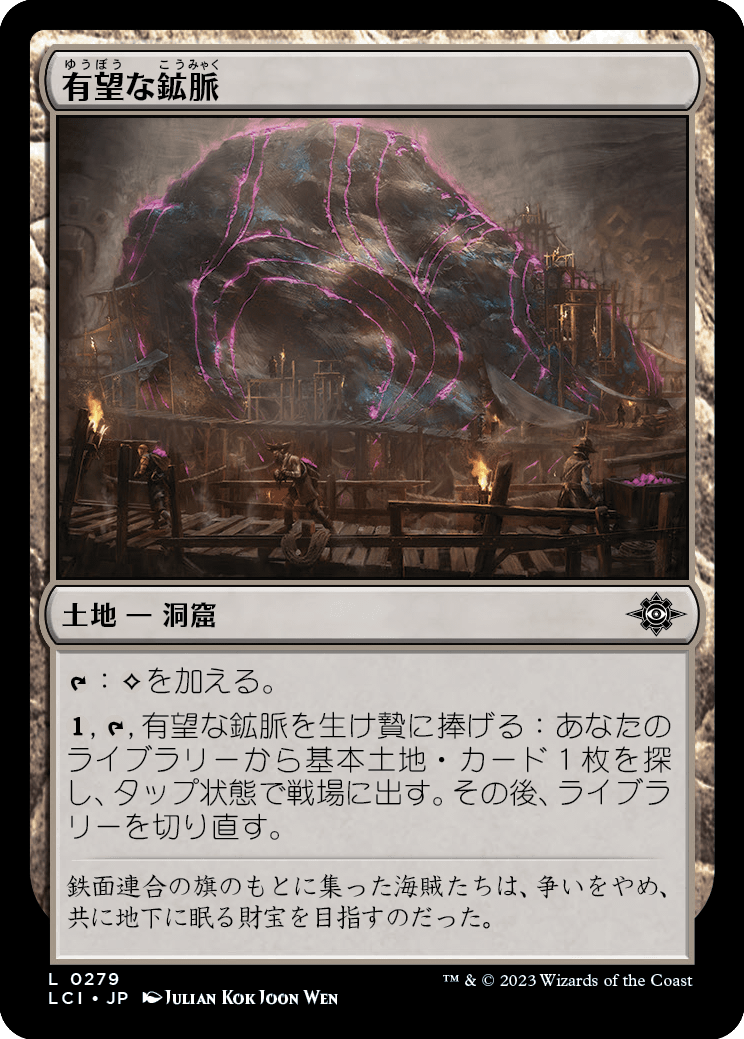 ゆうぼう こうみゃく
有望な鉱脈
土地 — 洞窟
：を加える。
1, ,有望な鉱脈を生け贄に捧げる：あなたの
ライブラリーから基本土地・カード１枚を探
し、タップ状態で戦場に出す。その後、ライブラ
リーを切り直す。
鉄面連合の旗のもとに集った海賊たちは、争いをやめ、
共に地下に眠る財宝を目指すのだった。
L 0279
LCI • JP Julian Kok Joon Wen
™ & © 2023 Wizards of the Coast